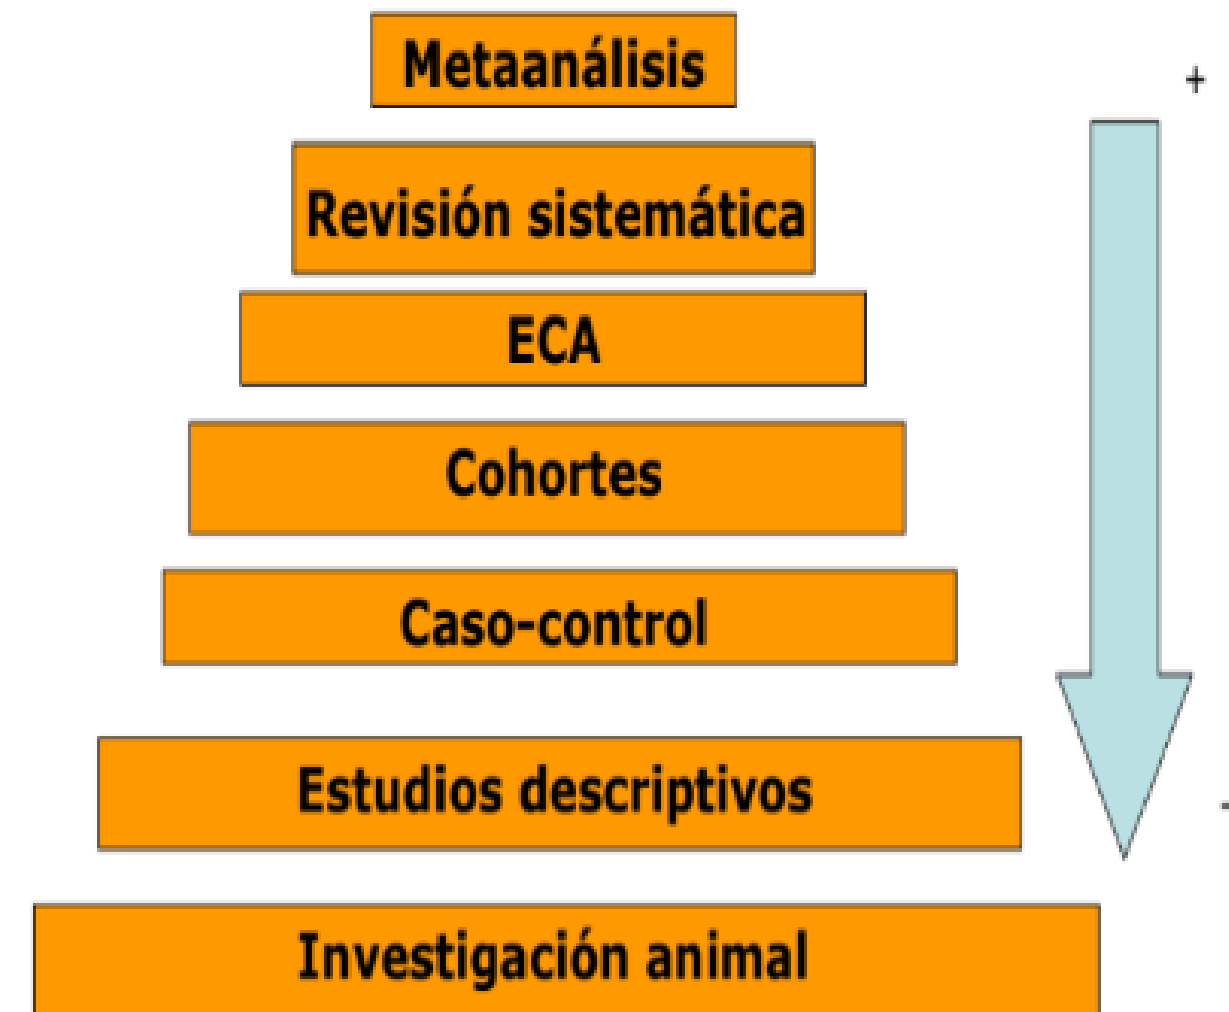 Metaanálisis
+
Revisión sistemática
ECA
Cohortes
Caso-control
Estudios descriptivos
-
Investigación animal